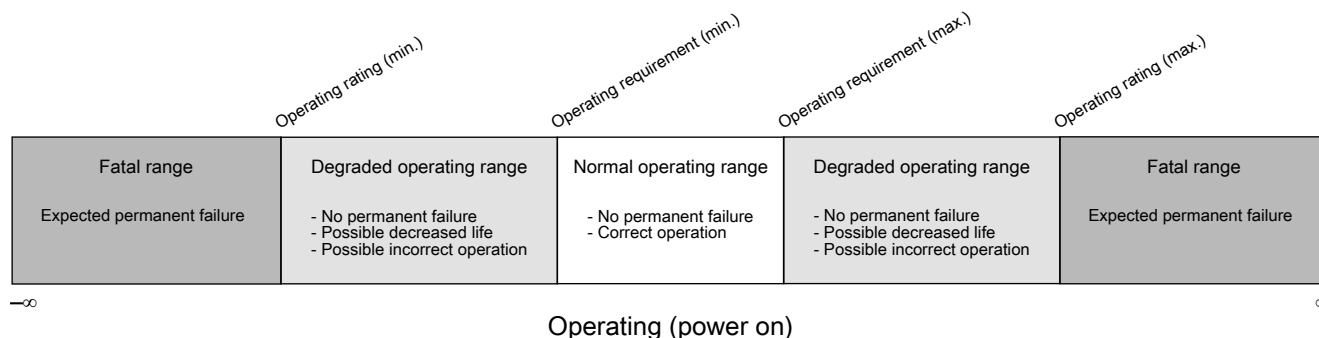 Operating rating (min.)
Operating requirement (min.)
Operating requirement (max.)
Operating rating (max.)
Fatal range
Expected permanent failure
Degraded operating range
- No permanent failure
- Possible decreased life
- Possible incorrect operation
Normal operating range
- No permanent failure
- Correct operation
Degraded operating range
- No permanent failure
- Possible decreased life
- Possible incorrect operation
Fatal range
Expected permanent failure
–∞
Operating (power on)